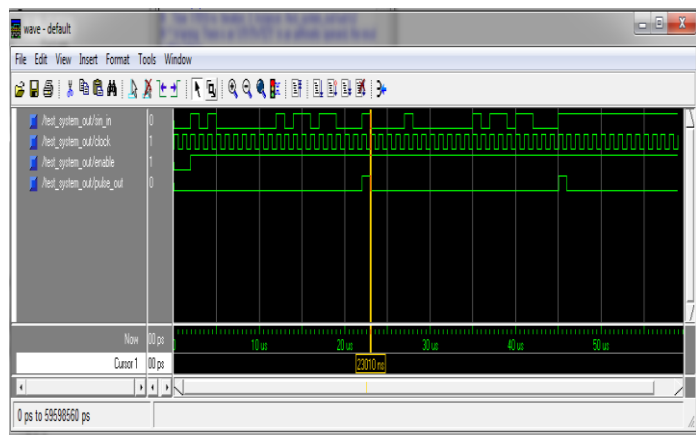 wave - default
File Edit View Insert Format Tools Window
/test_system_out/sin_in 0
/test_system_out/clock 1
/test_system_out/enable 1
/test_system_out/pulse_out 0
Now 00 ps
10 us 20 us 30 us 40 us 50 us
Cursor 1 00 ps
23010 ns
0 ps to 59598560 ps